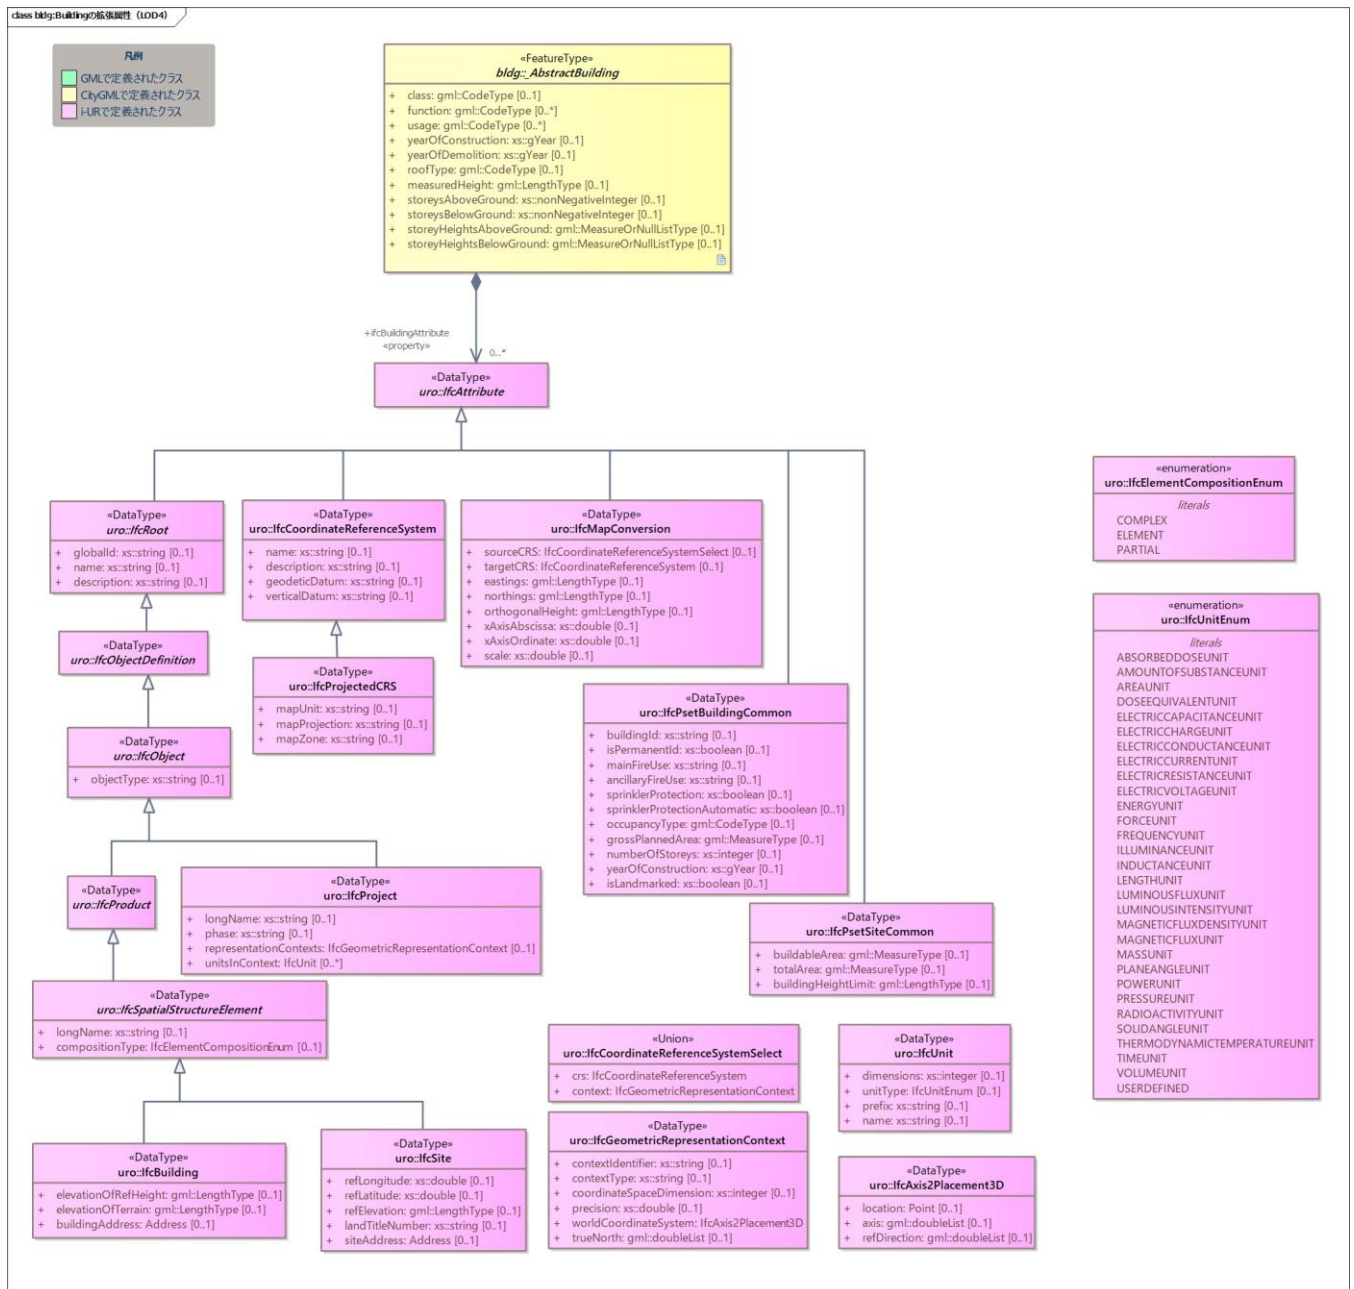 class bldg:Buildingの拡張属性（LOD4）
凡例
GMLで定義されたクラス
CityGMLで定義されたクラス
i-URで定義されたクラス
«FeatureType»
bldg::_AbstractBuilding
+ class: gml::CodeType [0..1]
+ function: gml::CodeType [0..*]
+ usage: gml::CodeType [0..*]
+ yearOfConstruction: xs::gYear [0..1]
+ yearOfDemolition: xs::gYear [0..1]
+ roofType: gml::CodeType [0..1]
+ measuredHeight: gml::LengthType [0..1]
+ storeysAboveGround: xs::nonNegativeInteger [0..1]
+ storeysBelowGround: xs::nonNegativeInteger [0..1]
+ storeyHeightsAboveGround: gml::MeasureOrNullListType [0..1]
+ storeyHeightsBelowGround: gml::MeasureOrNullListType [0..1]
+ifcBuildingAttribute
«property»
0..*
«DataType»
uro::IfcAttribute
«DataType»
uro::IfcRoot
+ globalId: xs::string [0..1]
+ name: xs::string [0..1]
+ description: xs::string [0..1]
«DataType»
uro::IfcCoordinateReferenceSystem
+ name: xs::string [0..1]
+ description: xs::string [0..1]
+ geodeticDatum: xs::string [0..1]
+ verticalDatum: xs::string [0..1]
«DataType»
uro::IfcMapConversion
+ sourceCRS: IfcCoordinateReferenceSystemSelect [0..1]
+ targetCRS: IfcCoordinateReferenceSystem [0..1]
+ eastings: gml::LengthType [0..1]
+ northings: gml::LengthType [0..1]
+ orthogonalHeight: gml::LengthType [0..1]
+ xAxisAbscissa: xs::double [0..1]
+ xAxisOrdinate: xs::double [0..1]
+ scale: xs::double [0..1]
«DataType»
uro::IfcObjectDefinition
«DataType»
uro::IfcProjectedCRS
+ mapUnit: xs::string [0..1]
+ mapProjection: xs::string [0..1]
+ mapZone: xs::string [0..1]
«DataType»
uro::IfcObject
+ objectType: xs::string [0..1]
«DataType»
uro::IfcPsetBuildingCommon
+ buildingId: xs::string [0..1]
+ isPermanentId: xs::boolean [0..1]
+ mainFireUse: xs::string [0..1]
+ ancillaryFireUse: xs::string [0..1]
+ sprinklerProtection: xs::boolean [0..1]
+ sprinklerProtectionAutomatic: xs::boolean [0..1]
+ occupancyType: gml::CodeType [0..1]
+ grossPlannedArea: gml::MeasureType [0..1]
+ numberOfStoreys: xs::integer [0..1]
+ yearOfConstruction: xs::gYear [0..1]
+ isLandmarked: xs::boolean [0..1]
«DataType»
uro::IfcProduct
«DataType»
uro::IfcProject
+ longName: xs::string [0..1]
+ phase: xs::string [0..1]
+ representationContexts: IfcGeometricRepresentationContext [0..1]
+ unitsInContext: IfcUnit [0..*]
«DataType»
uro::IfcPsetSiteCommon
+ buildableArea: gml::MeasureType [0..1]
+ totalArea: gml::MeasureType [0..1]
+ buildingHeightLimit: gml::LengthType [0..1]
«DataType»
uro::IfcSpatialStructureElement
+ longName: xs::string [0..1]
+ compositionType: IfcElementCompositionEnum [0..1]
«DataType»
uro::IfcBuilding
+ elevationOfRefHeight: gml::LengthType [0..1]
+ elevationOfTerrain: gml::LengthType [0..1]
+ buildingAddress: Address [0..1]
«DataType»
uro::IfcSite
+ refLongitude: xs::double [0..1]
+ refLatitude: xs::double [0..1]
+ refElevation: gml::LengthType [0..1]
+ landTitleNumber: xs::string [0..1]
+ siteAddress: Address [0..1]
«Union»
uro::IfcCoordinateReferenceSystemSelect
+ crs: IfcCoordinateReferenceSystem
+ context: IfcGeometricRepresentationContext
«DataType»
uro::IfcGeometricRepresentationContext
+ contextIdentifier: xs::string [0..1]
+ contextType: xs::string [0..1]
+ coordinateSpaceDimension: xs::integer [0..1]
+ precision: xs::double [0..1]
+ worldCoordinateSystem: IfcAxis2Placement3D
+ trueNorth: gml::doubleList [0..1]
«DataType»
uro::IfcUnit
+ dimensions: xs::integer [0..1]
+ unitType: IfcUnitEnum [0..1]
+ prefix: xs::string [0..1]
+ name: xs::string [0..1]
«DataType»
uro::IfcAxis2Placement3D
+ location: Point [0..1]
+ axis: gml::doubleList [0..1]
+ refDirection: gml::doubleList [0..1]
«enumeration»
uro::IfcElementCompositionEnum
literals
COMPLEX
ELEMENT
PARTIAL
«enumeration»
uro::IfcUnitEnum
literals
ABSORBEDDOSEUNIT
AMOUNTOFSUBSTANCEUNIT
AREAUNIT
DOSEEQUIVALENTUNIT
ELECTRICCAPACITANCEUNIT
ELECTRICCHARGEUNIT
ELECTRICCONDUCTANCEUNIT
ELECTRICCURRENTUNIT
ELECTRICRESISTANCEUNIT
ELECTRICVOLTAGEUNIT
ENERGYUNIT
FORCEUNIT
FREQUENCYUNIT
ILLUMINANCEUNIT
INDUCTANCEUNIT
LENGTHUNIT
LUMINOUSFLUXUNIT
LUMINOUSINTENSITYUNIT
MAGNETICFLUXDENSITYUNIT
MAGNETICFLUXUNIT
MASSUNIT
PLANEANGLEUNIT
POWERUNIT
PRESSUREUNIT
RADIOACTIVITYUNIT
SOLIDANGLEUNIT
THERMODYNAMICTEMPERATUREUNIT
TIMEUNIT
VOLUMEUNIT
USERDEFINED